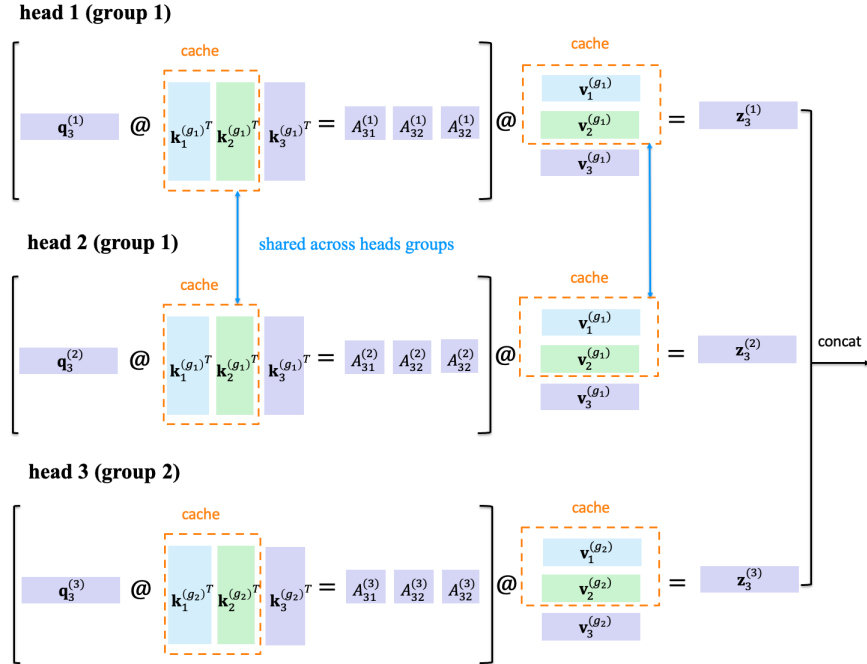 head 1 (group 1)
cache
cache
q₃⁽¹⁾ @ k₁⁽ᵍ₁⁾ᵀ k₂⁽ᵍ₁⁾ᵀ k₃⁽ᵍ₁⁾ᵀ = A₃₁⁽¹⁾ A₃₂⁽¹⁾ A₃₂⁽¹⁾ @ v₁⁽ᵍ₁⁾ v₂⁽ᵍ₁⁾ v₃⁽ᵍ₁⁾ = z₃⁽¹⁾
shared across heads groups
head 2 (group 1)
cache
cache
q₃⁽²⁾ @ k₁⁽ᵍ₁⁾ᵀ k₂⁽ᵍ₁⁾ᵀ k₃⁽ᵍ₁⁾ᵀ = A₃₁⁽²⁾ A₃₂⁽²⁾ A₃₂⁽²⁾ @ v₁⁽ᵍ₁⁾ v₂⁽ᵍ₁⁾ v₃⁽ᵍ₁⁾ = z₃⁽²⁾
concat
head 3 (group 2)
cache
cache
q₃⁽³⁾ @ k₁⁽ᵍ₂⁾ᵀ k₂⁽ᵍ₂⁾ᵀ k₃⁽ᵍ₂⁾ᵀ = A₃₁⁽³⁾ A₃₂⁽³⁾ A₃₂⁽³⁾ @ v₁⁽ᵍ₂⁾ v₂⁽ᵍ₂⁾ v₃⁽ᵍ₂⁾ = z₃⁽³⁾